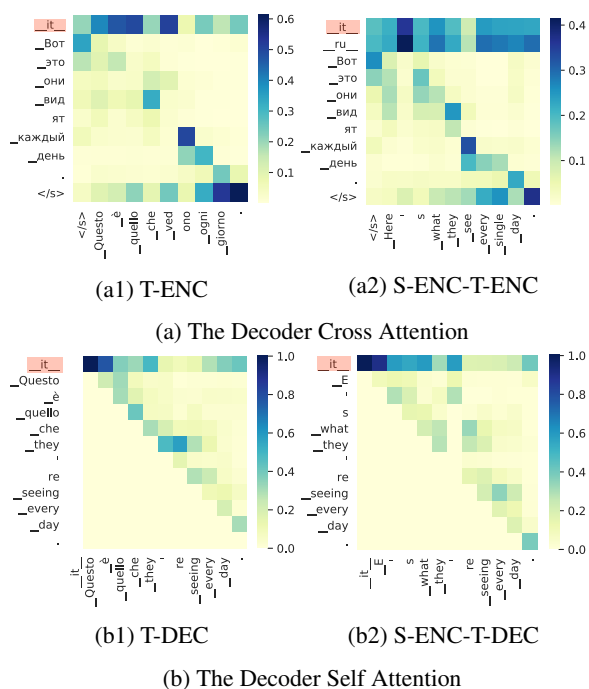 __it__
_Вот
_это
_они
_вид
ят
_каждый
_день
.
</s>
0.6
0.5
0.4
0.3
0.2
0.1
</s>
_Questo
_è
_quello
_che
_ved
ono
_ogni
_giorno
.
(a1) T-ENC
__it__
__ru__
_Вот
_это
_они
_вид
ят
_каждый
_день
.
</s>
0.4
0.3
0.2
0.1
</s>
_Here
'
s
_what
_they
_see
_every
_single
_day
.
(a2) S-ENC-T-ENC
(a) The Decoder Cross Attention
__it__
_Questo
_è
_quello
_che
_they
'
re
_seeing
_every
_day
.
1.0
0.8
0.6
0.4
0.2
0.0
__it__
_Questo
_è
_quello
_che
_they
'
re
_seeing
_every
_day
.
(b1) T-DEC
__it__
_E
'
s
_what
_they
'
re
_seeing
_every
_day
.
1.0
0.8
0.6
0.4
0.2
0.0
__it__
_E
'
s
_what
_they
'
re
_seeing
_every
_day
.
(b2) S-ENC-T-DEC
(b) The Decoder Self Attention